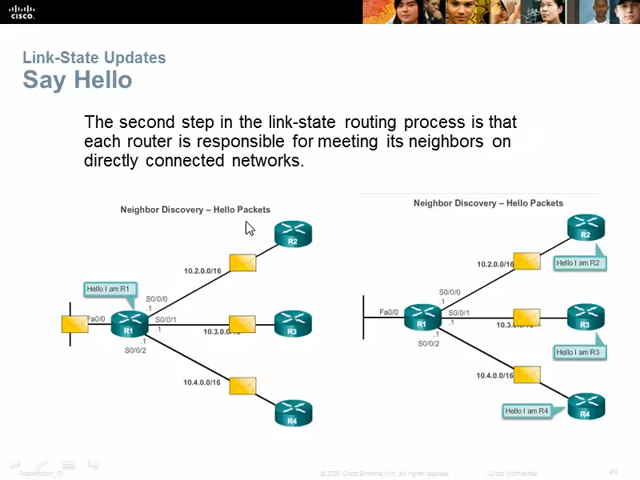 CISCO
Link-State Updates
Say Hello
The second step in the link-state routing process is that
each router is responsible for meeting its neighbors on
directly connected networks.
Neighbor Discovery – Hello Packets
R2
10.2.0.0/16
Hello I am R1
S0/0/0
.1
Fa0/0
R1
S0/0/1
.1
10.3.0.0/16
R3
.1
S0/0/2
10.4.0.0/16
R4
Neighbor Discovery – Hello Packets
R2
Hello I am R2
10.2.0.0/16
S0/0/0
.1
Fa0/0
R1
S0/0/1
.1
R3
.1
S0/0/2
Hello I am R3
10.4.0.0/16
Hello I am R4
R4
Presentation_ID
Cisco Confidential